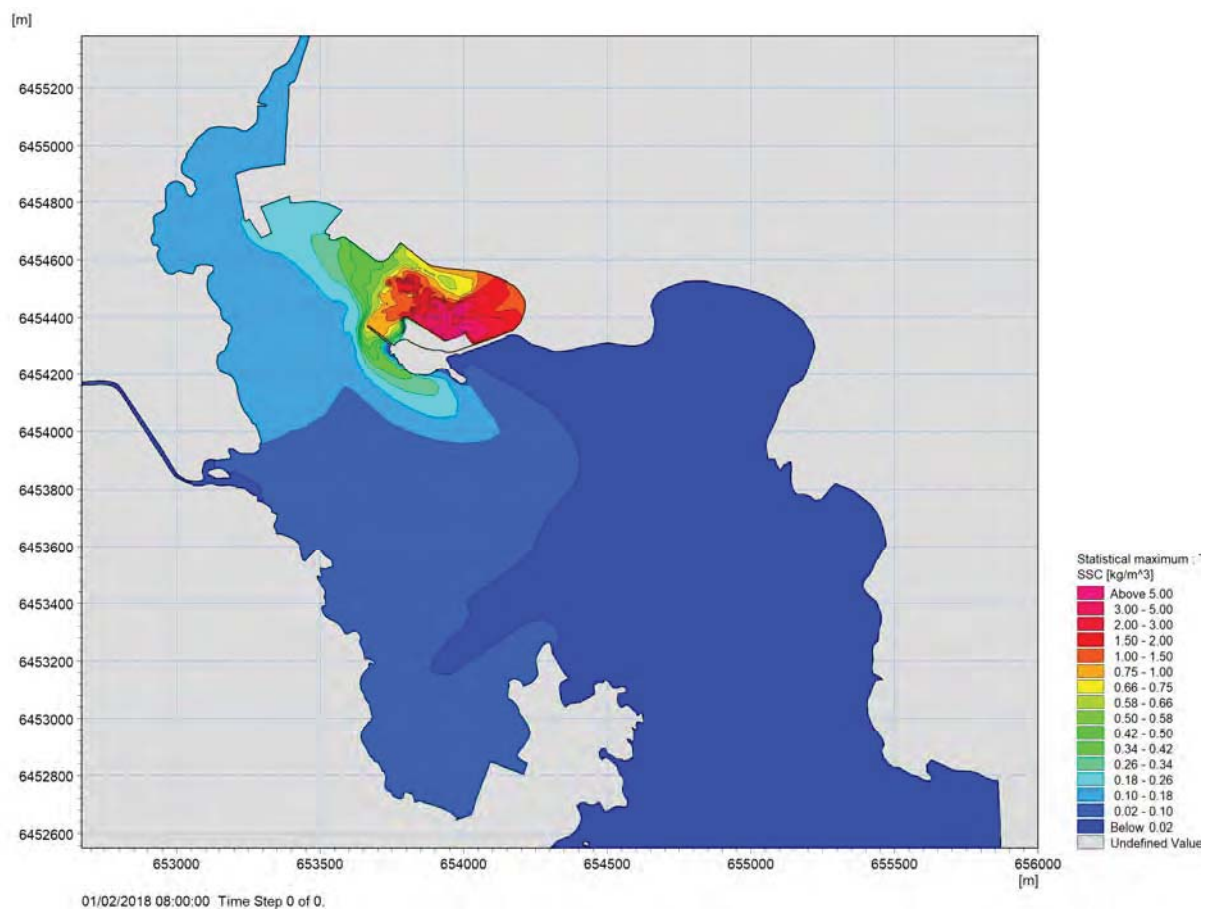 [m]
6455200
6455000
6454800
6454600
6454400
6454200
6454000
6453800
6453600
6453400
6453200
6453000
6452800
6452600
653000 653500 654000 654500 655000 655500 656000
[m]
01/02/2018 08:00:00 Time Step 0 of 0.
Statistical maximum :
SSC [kg/m^3]
Above 5.00
3.00 - 5.00
2.00 - 3.00
1.50 - 2.00
1.00 - 1.50
0.75 - 1.00
0.66 - 0.75
0.58 - 0.66
0.50 - 0.58
0.42 - 0.50
0.34 - 0.42
0.26 - 0.34
0.18 - 0.26
0.10 - 0.18
0.02 - 0.10
Below 0.02
Undefined Value